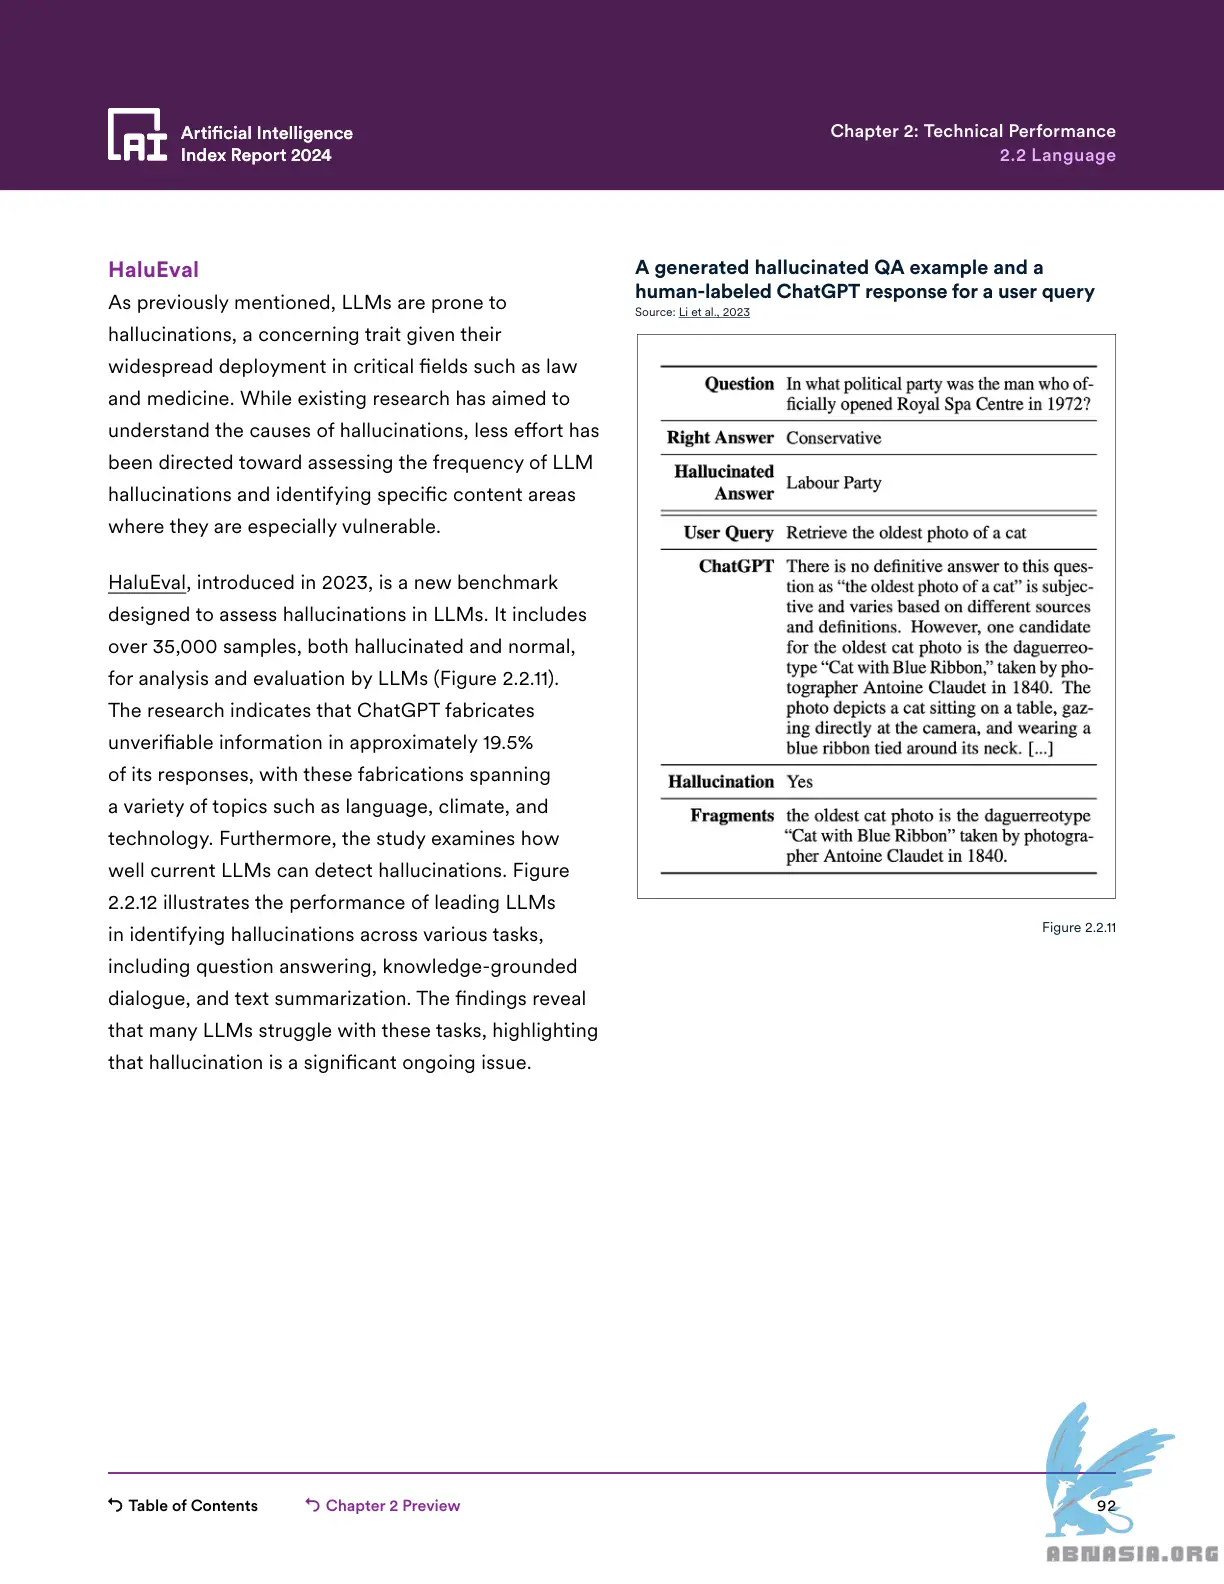 Artificial Intelligence
Index Report 2024
Chapter 2: Technical Performance
2.2 Language
HaluEval
As previously mentioned, LLMs are prone to
hallucinations, a concerning trait given their
widespread deployment in critical fields such as law
and medicine. While existing research has aimed to
understand the causes of hallucinations, less effort has
been directed toward assessing the frequency of LLM
hallucinations and identifying specific content areas
where they are especially vulnerable.
HaluEval, introduced in 2023, is a new benchmark
designed to assess hallucinations in LLMs. It includes
over 35,000 samples, both hallucinated and normal,
for analysis and evaluation by LLMs (Figure 2.2.11).
The research indicates that ChatGPT fabricates
unverifiable information in approximately 19.5%
of its responses, with these fabrications spanning
a variety of topics such as language, climate, and
technology. Furthermore, the study examines how
well current LLMs can detect hallucinations. Figure
2.2.12 illustrates the performance of leading LLMs
in identifying hallucinations across various tasks,
including question answering, knowledge-grounded
dialogue, and text summarization. The findings reveal
that many LLMs struggle with these tasks, highlighting
that hallucination is a significant ongoing issue.
A generated hallucinated QA example and a
human-labeled ChatGPT response for a user query
Source: Li et al., 2023
Question In what political party was the man who of-
ficially opened Royal Spa Centre in 1972?
Right Answer Conservative
Hallucinated
Answer Labour Party
User Query Retrieve the oldest photo of a cat
ChatGPT There is no definitive answer to this ques-
tion as “the oldest photo of a cat” is subjec-
tive and varies based on different sources
and definitions. However, one candidate
for the oldest cat photo is the daguerreo-
type “Cat with Blue Ribbon,” taken by pho-
tographer Antoine Claudet in 1840. The
photo depicts a cat sitting on a table, gaz-
ing directly at the camera, and wearing a
blue ribbon tied around its neck. [...]
Hallucination Yes
Fragments the oldest cat photo is the daguerreotype
“Cat with Blue Ribbon” taken by photogra-
pher Antoine Claudet in 1840.
Figure 2.2.11
Table of Contents
Chapter 2 Preview
92
ABNASIA.ORG